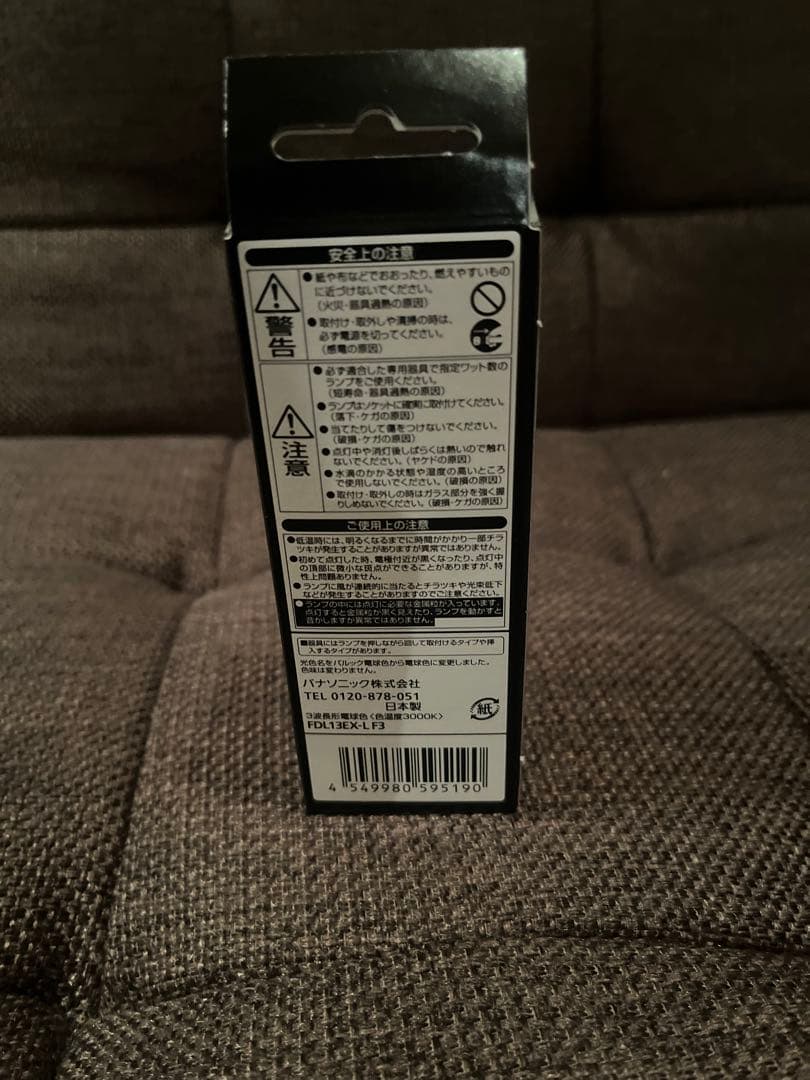 安全上の注意
警告
●紙や布などでおおったり、燃えやすいもの
に近づけないでください。
(火災・器具過熱の原因)
●取付け・取外しや清掃の時は、
必ず電源を切ってください。
(感電の原因)
注意
●必ず適合した専用器具で指定ワット数の
ランプをご使用ください。
(短寿命・器具過熱の原因)
●ランプはソケットに確実に取付けてください。
(落下・ケガの原因)
●当てたりして傷をつけないでください。
(破損・ケガの原因)
●点灯中や消灯後しばらくは熱いので触れ
ないでください。(ヤケドの原因)
●水滴のかかる状態や湿度の高いところ
で使用しないでください。(破損の原因)
●取付け・取外しの時はガラス部分を強く握
りしめないでください。(破損・ケガの原因)
ご使用上の注意
●低温時には、明るくなるまでに時間がかかり一部チラ
ツキが発生することがありますが異常ではありません。
●初めて点灯した時、電極付近が黒くなったり、点灯中
の頂部に微小な斑点ができることがありますが、特
性上問題ありません。
●ランプに風が連続的に当たるとチラツキや光束低下
などが発生することがありますのでご注意ください。
●ランプの中には点灯に必要な金属粒が入っています。
点灯すると金属粒が黒く見えたり、ランプを動かすと
音がしますが異常ではありません。
■器具にはランプを押しながら回して取付けるタイプや挿
入するタイプがあります。
光色名をパルック電球色から電球色に変更しました。
色味は変わりません。
パナソニック株式会社
TEL 0120-878-051
日本製
紙
3波長形電球色〈色温度3000K〉
FDL13EX-L F3
4 549980 595190